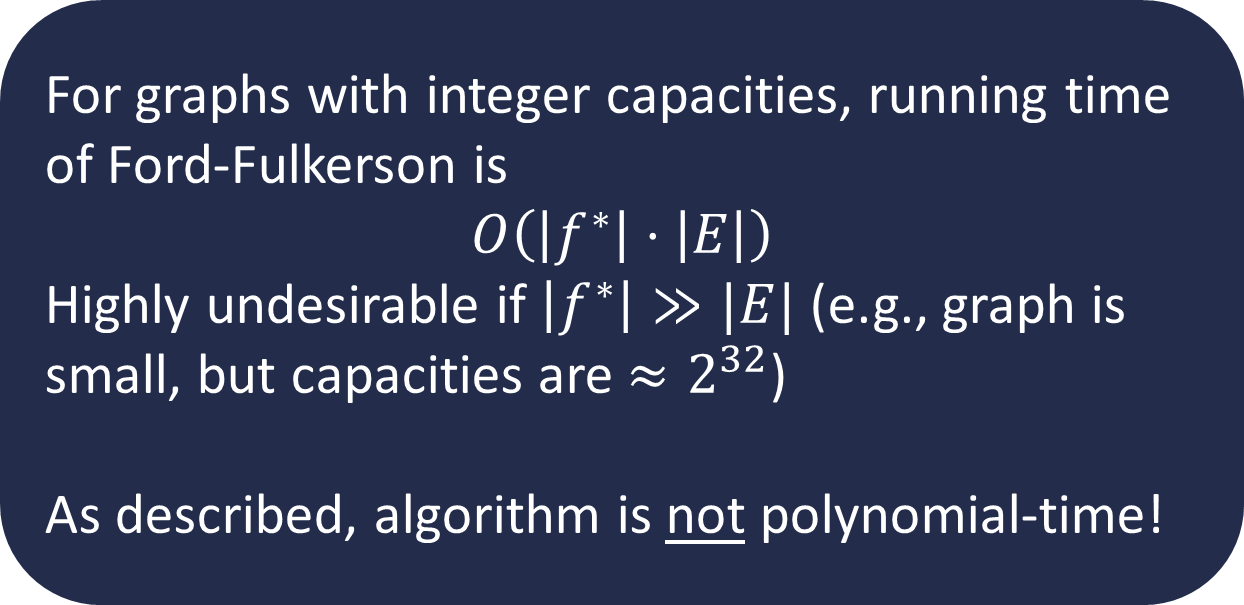 For graphs with integer capacities, running time
of Ford-Fulkerson is
𝑂(|𝑓*| ⋅ |𝐸|)
Highly undesirable if |𝑓*| ≫ |𝐸| (e.g., graph is
small, but capacities are ≈ 2³²)
As described, algorithm is not polynomial-time!